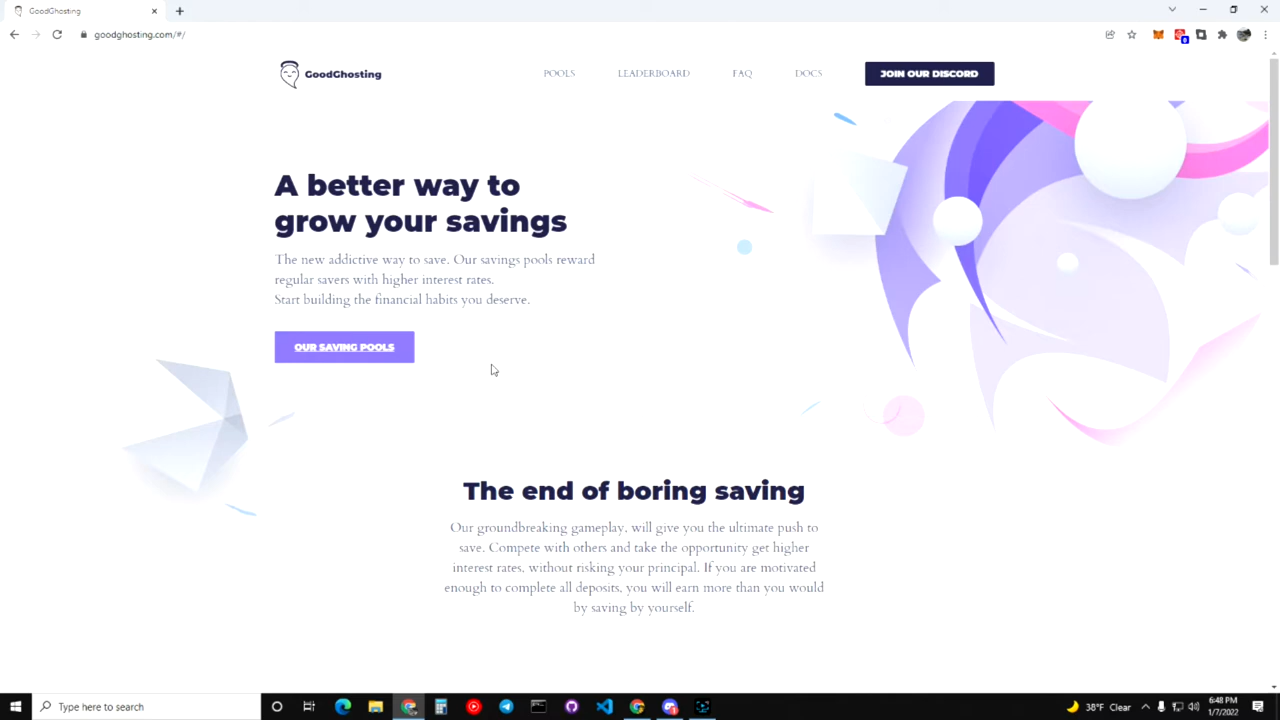 GoodGhosting
goodghosting.com/#/
GoodGhosting
POOLS
LEADERBOARD
FAQ
DOCS
JOIN OUR DISCORD
A better way to
grow your savings
The new addictive way to save. Our savings pools reward
regular savers with higher interest rates.
Start building the financial habits you deserve.
OUR SAVING POOLS
The end of boring saving
Our groundbreaking gameplay, will give you the ultimate push to
save. Compete with others and take the opportunity get higher
interest rates, without risking your principal. If you are motivated
enough to complete all deposits, you will earn more than you would
by saving by yourself.
Type here to search
38°F Clear
6:48 PM
1/7/2022